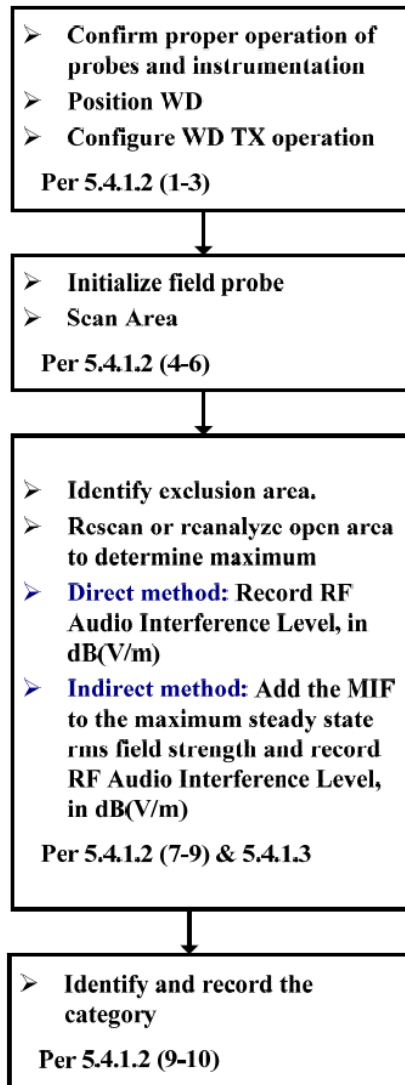 ➢ Confirm proper operation of
probes and instrumentation
➢ Position WD
➢ Configure WD TX operation
Per 5.4.1.2 (1-3)
➢ Initialize field probe
➢ Scan Area
Per 5.4.1.2 (4-6)
➢ Identify exclusion area.
➢ Rescan or reanalyze open area
to determine maximum
➢ Direct method: Record RF
Audio Interference Level, in
dB(V/m)
➢ Indirect method: Add the MIF
to the maximum steady state
rms field strength and record
RF Audio Interference Level,
in dB(V/m)
Per 5.4.1.2 (7-9) & 5.4.1.3
➢ Identify and record the
category
Per 5.4.1.2 (9-10)